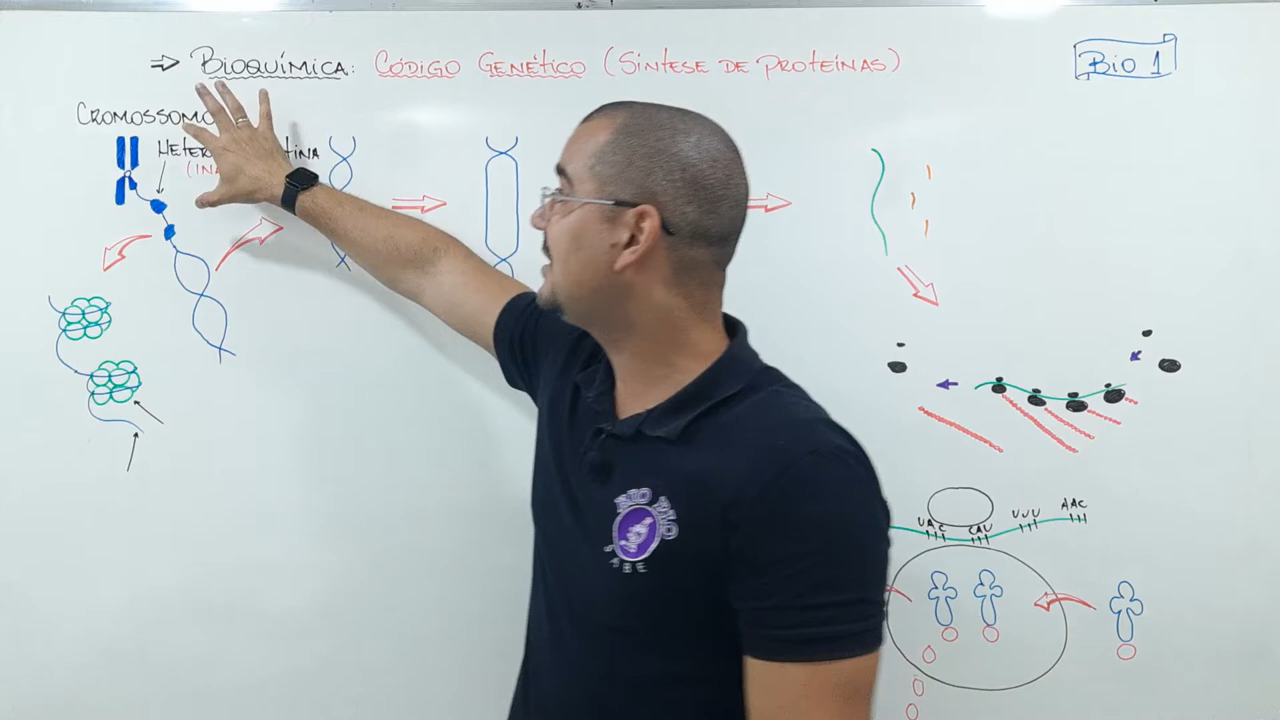 ⇒ BIOQUÍMICA: CÓDIGO GENÉTICO (SÍNTESE DE PROTEÍNAS)
BIO 1
CROMOSSOMO
UAC CAU UUU AAC